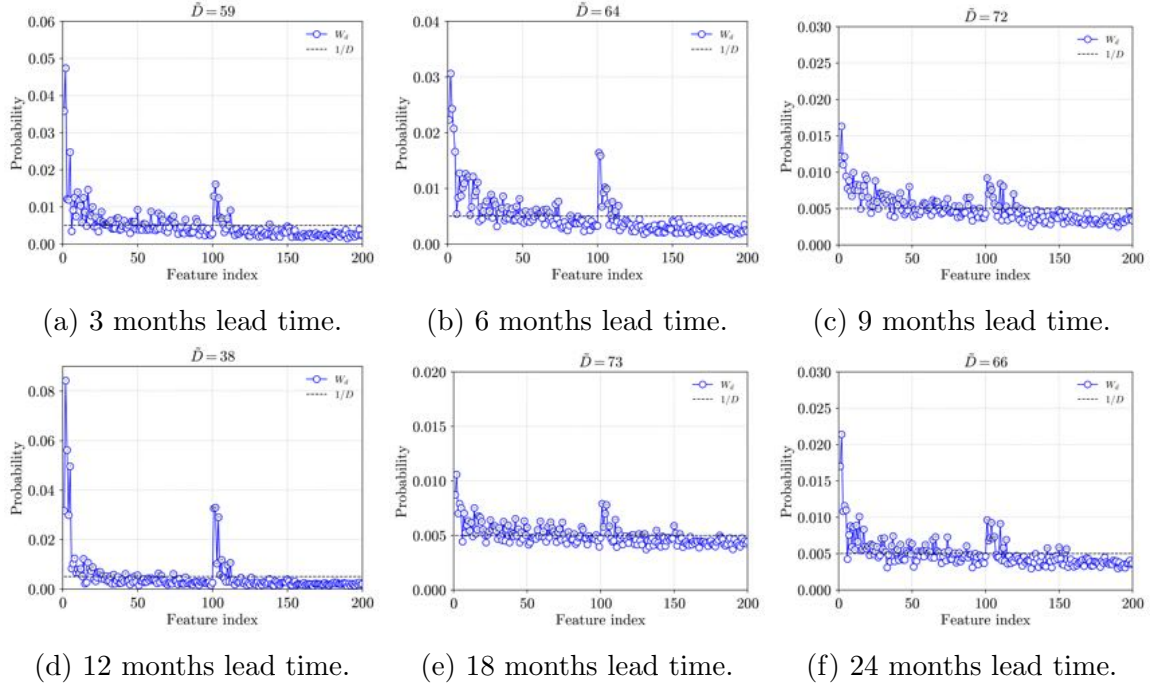 D̃ = 59
0.06
0.05
0.04
0.03
0.02
0.01
0.00
Probability
W_d
1/D
0 50 100 150 200
Feature index
(a) 3 months lead time.
D̃ = 64
0.04
0.03
0.02
0.01
0.00
Probability
W_d
1/D
0 50 100 150 200
Feature index
(b) 6 months lead time.
D̃ = 72
0.030
0.025
0.020
0.015
0.010
0.005
0.000
Probability
W_d
1/D
0 50 100 150 200
Feature index
(c) 9 months lead time.
D̃ = 38
0.08
0.06
0.04
0.02
0.00
Probability
W_d
1/D
0 50 100 150 200
Feature index
(d) 12 months lead time.
D̃ = 73
0.020
0.015
0.010
0.005
0.000
Probability
W_d
1/D
0 50 100 150 200
Feature index
(e) 18 months lead time.
D̃ = 66
0.030
0.025
0.020
0.015
0.010
0.005
0.000
Probability
W_d
1/D
0 50 100 150 200
Feature index
(f) 24 months lead time.